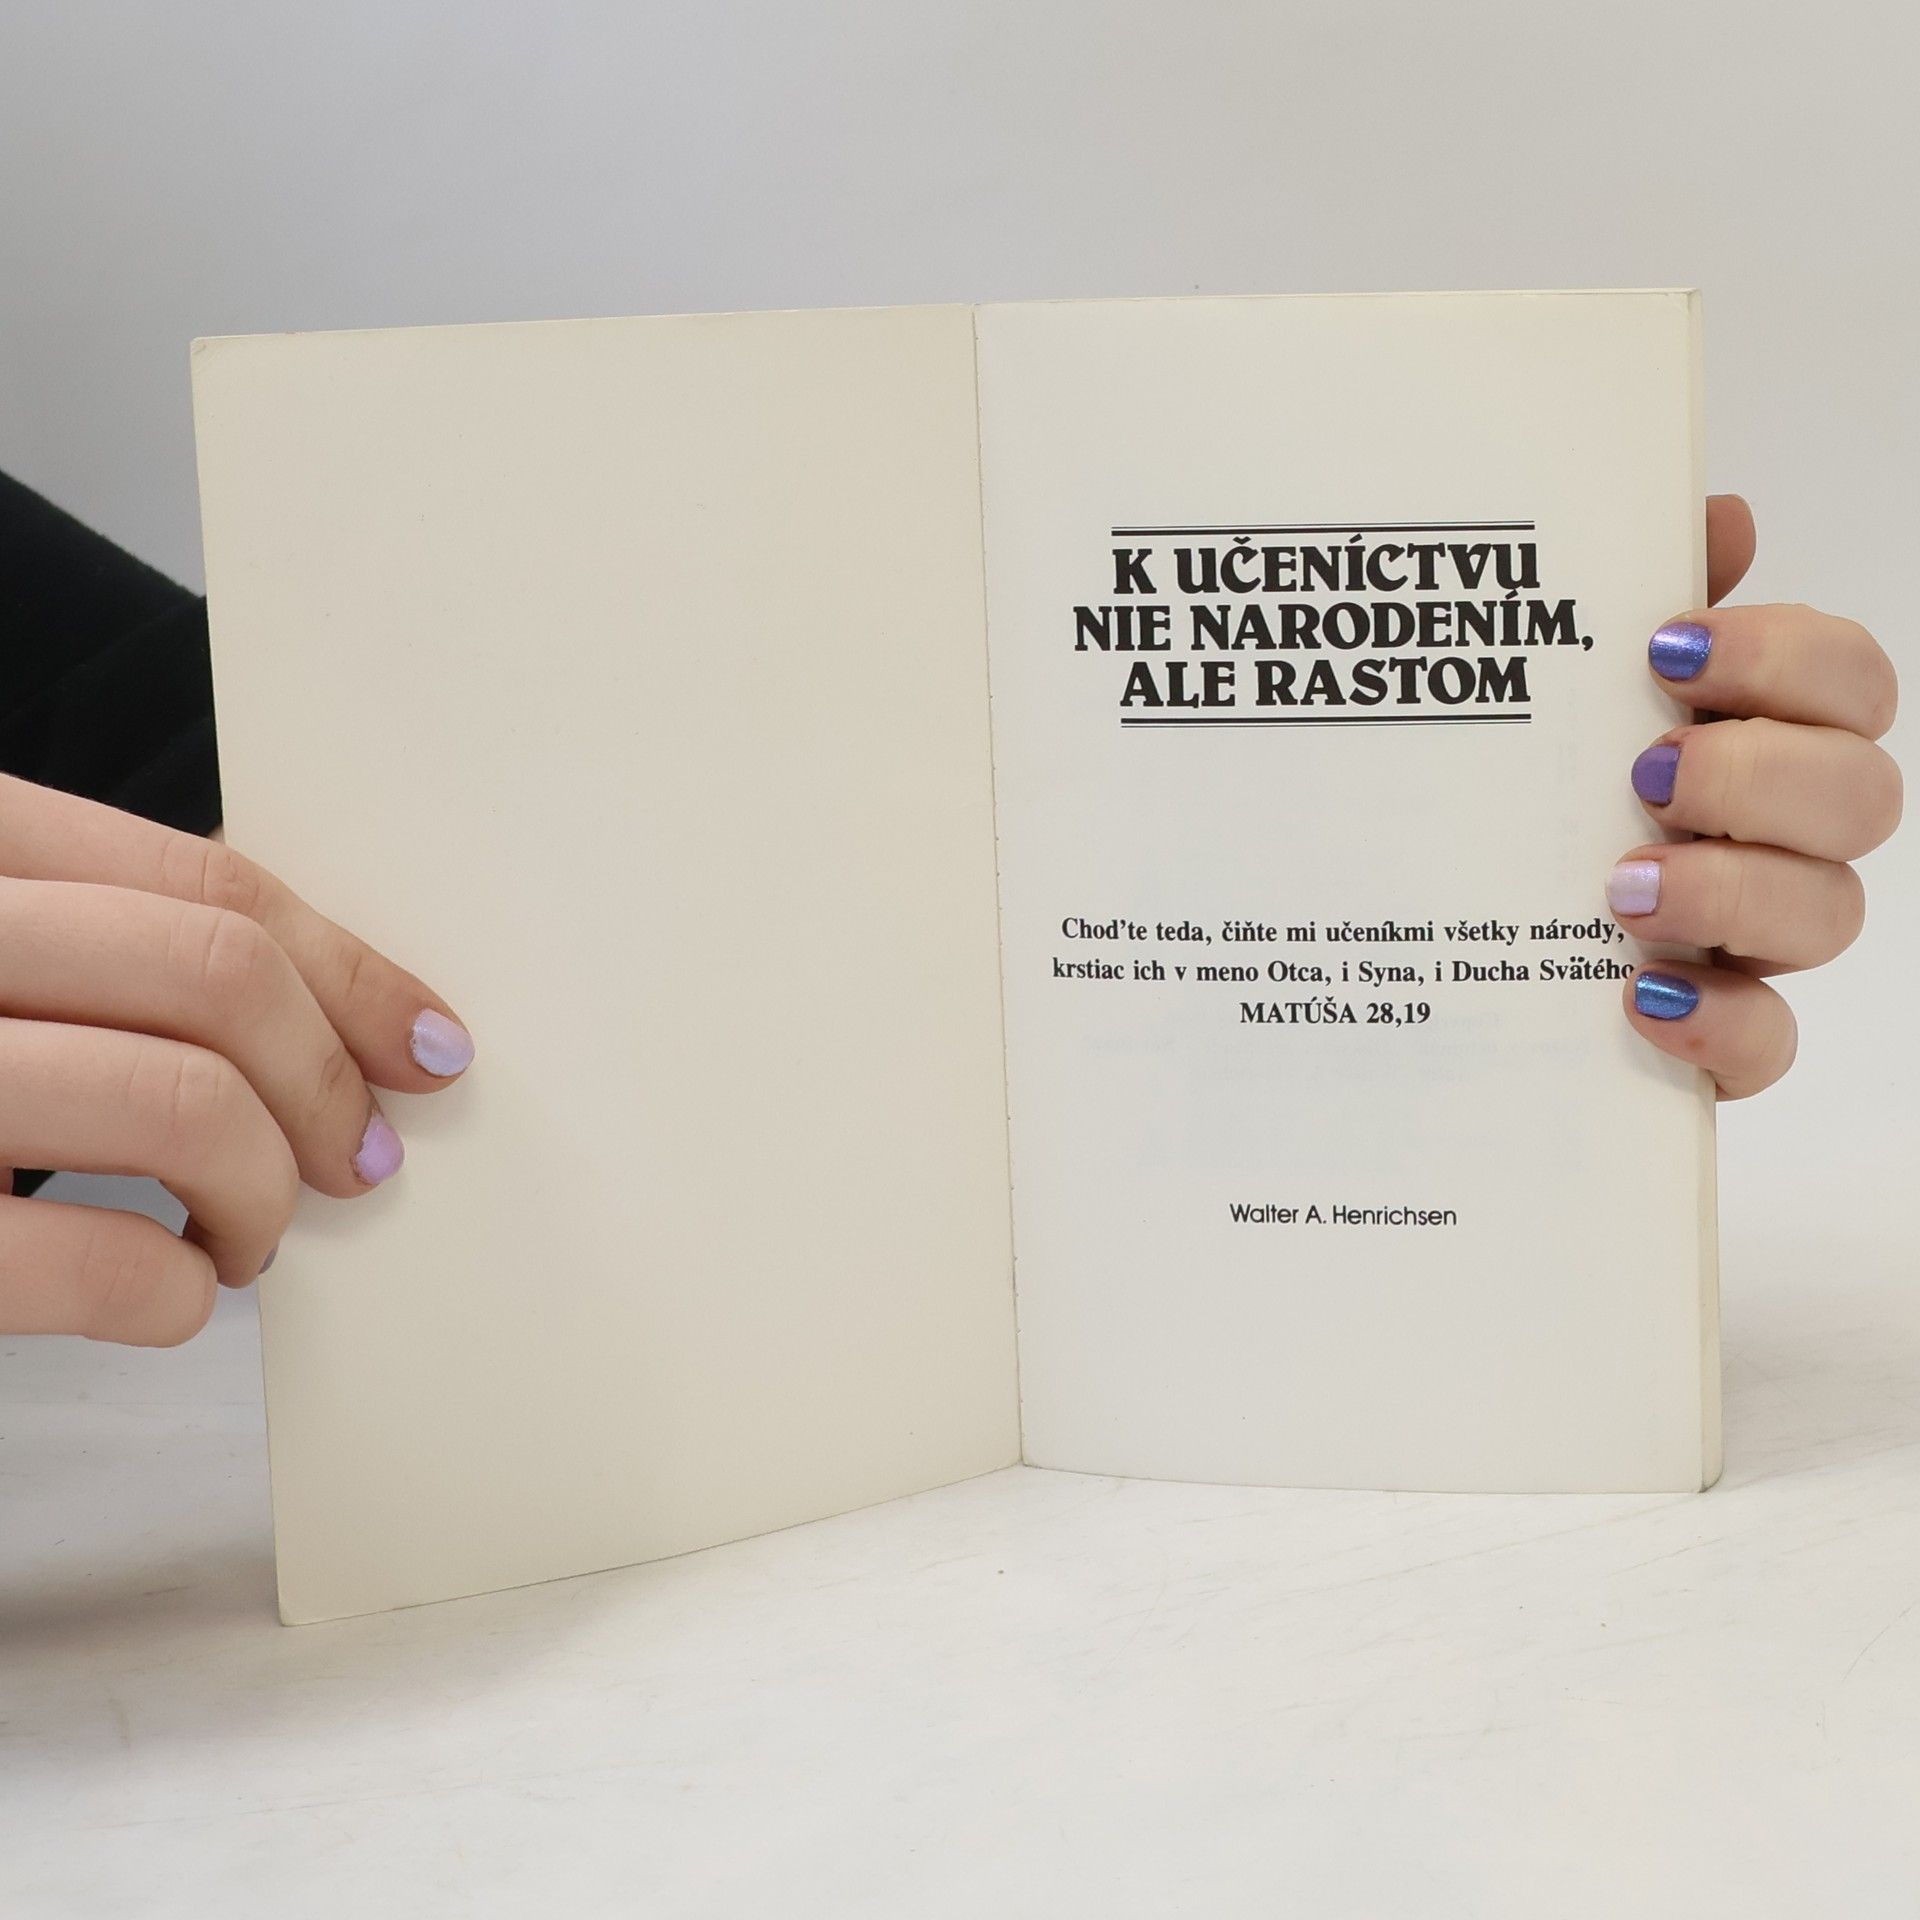 K UČENÍCTVU
NIE NARODENÍM,
ALE RASTOM
Choďte teda, čiňte mi učeníkmi všetky národy,
krstiac ich v meno Otca, i Syna, i Ducha Svätého
MATÚŠA 28,19
Walter A. Henrichsen